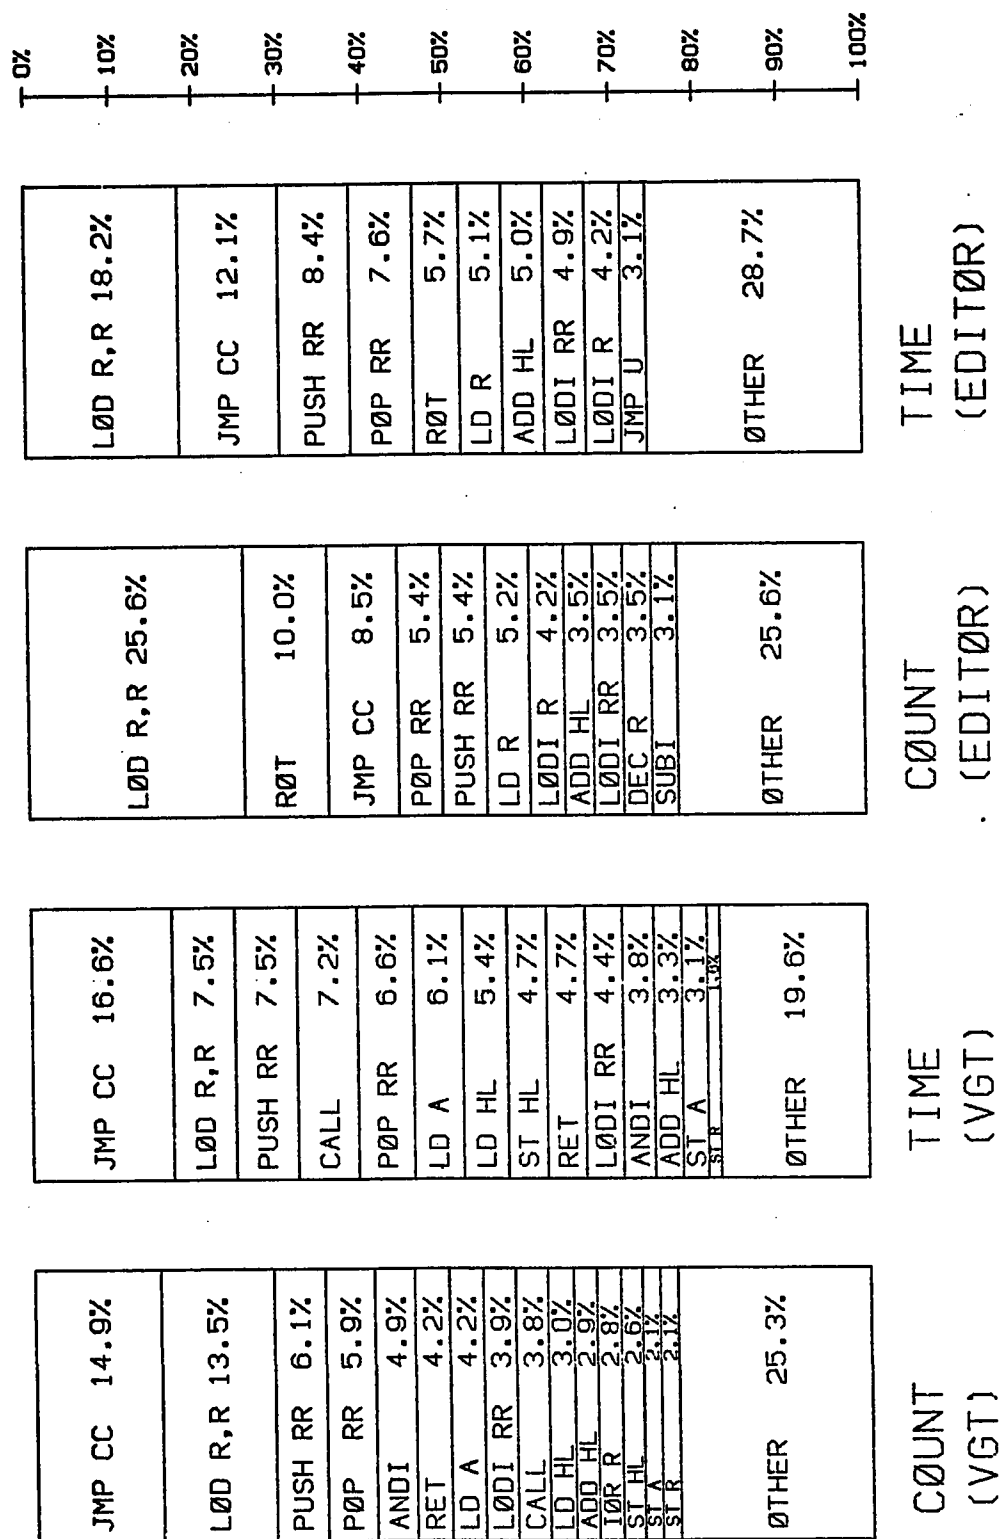 0%
10%
20%
30%
40%
50%
60%
70%
80%
90%
100%
LØD R,R 18.2%
JMP CC 12.1%
PUSH RR 8.4%
PØP RR 7.6%
RØT 5.7%
LD R 5.1%
ADD HL 5.0%
LØDI RR 4.9%
LØDI R 4.2%
JMP U 3.1%
ØTHER 28.7%
TIME
(EDITØR)
LØD R,R 25.6%
RØT 10.0%
JMP CC 8.5%
PØP RR 5.4%
PUSH RR 5.4%
LD R 5.2%
LØDI R 4.2%
ADD HL 3.5%
LØDI RR 3.5%
DEC R 3.5%
SUBI 3.1%
ØTHER 25.6%
CØUNT
(EDITØR)
JMP CC 16.6%
LØD R,R 7.5%
PUSH RR 7.5%
CALL 7.2%
PØP RR 6.6%
LD A 6.1%
LD HL 5.4%
ST HL 4.7%
RET 4.7%
LØDI RR 4.4%
ANDI 3.8%
ADD HL 3.3%
ST A 3.1%
ST R
ØTHER 19.6%
TIME
(VGT)
JMP CC 14.9%
LØD R,R 13.5%
PUSH RR 6.1%
PØP RR 5.9%
ANDI 4.9%
RET 4.2%
LD A 4.2%
LØDI RR 3.9%
CALL 3.8%
LD HL 3.0%
ADD HL 2.9%
IØR R 2.8%
ST HL 2.6%
ST A 2.1%
ST R 2.1%
ØTHER 25.3%
CØUNT
(VGT)